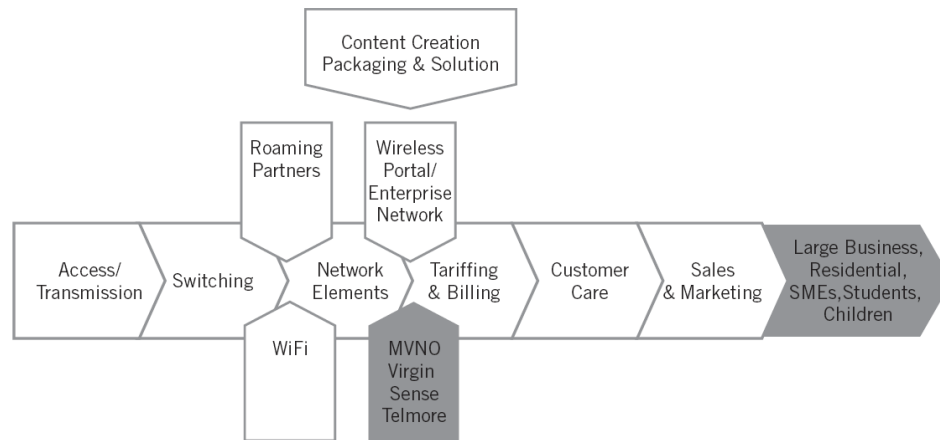 Content Creation
Packaging & Solution
Roaming
Partners
Wireless
Portal/
Enterprise
Network
Access/
Transmission
Switching
Network
Elements
Tariffing
& Billing
Customer
Care
Sales
& Marketing
Large Business,
Residential,
SMEs,Students,
Children
WiFi
MVNO
Virgin
Sense
Telmore